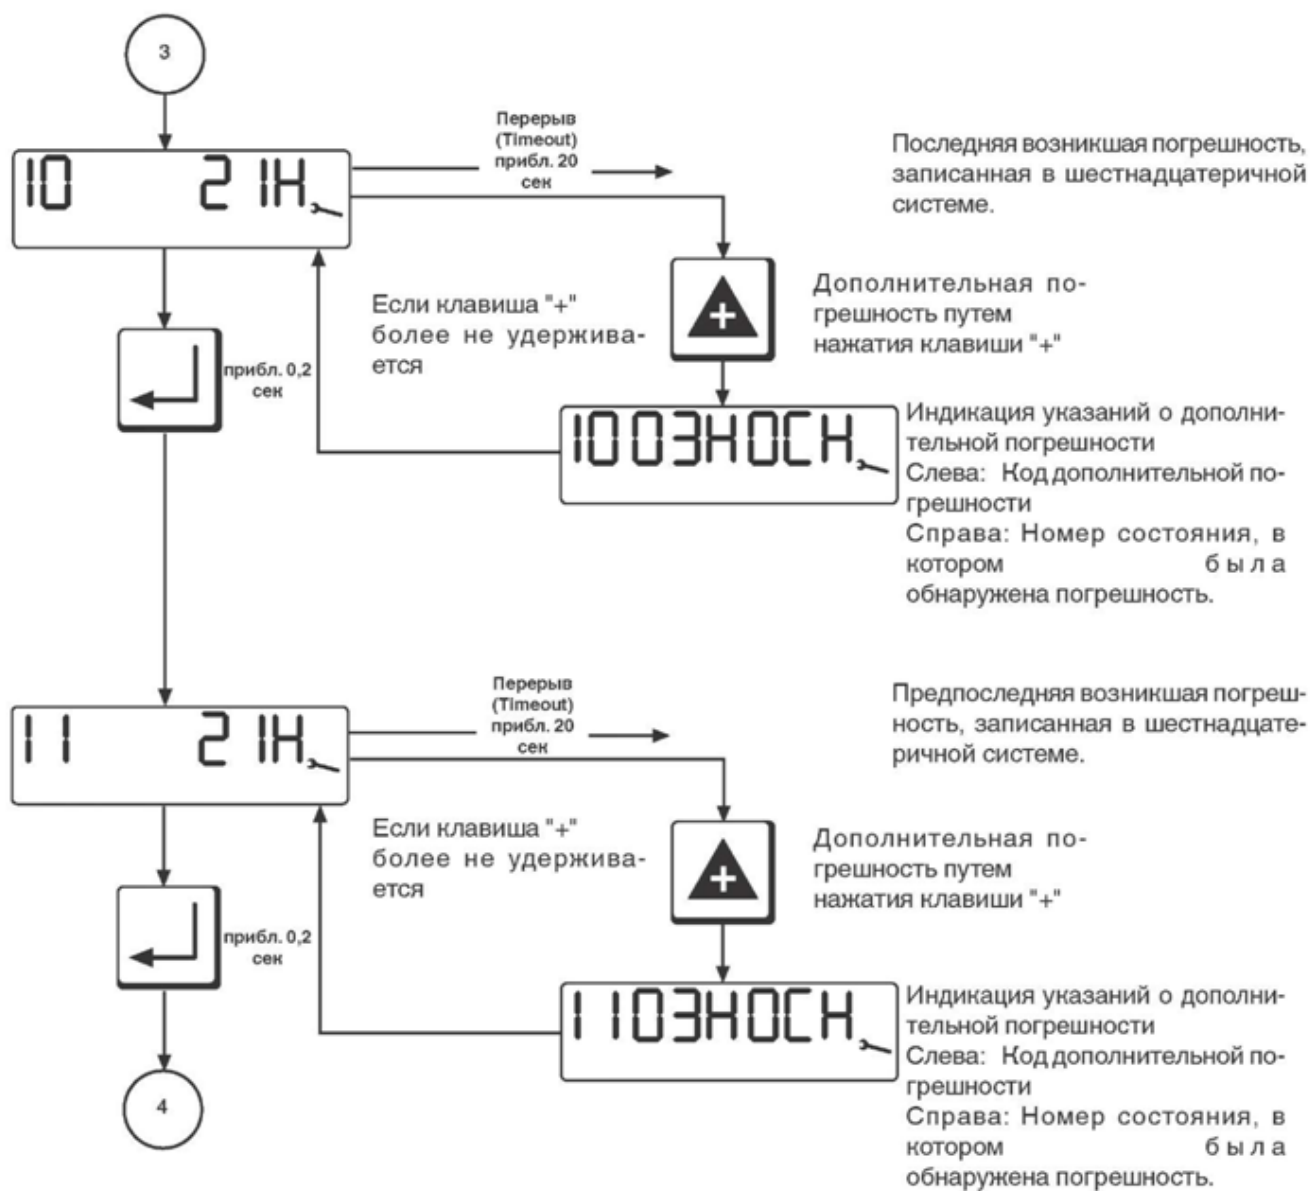 3
Перерыв
(Timeout)
прибл. 20
сек
Последняя возникшая погрешность,
записанная в шестнадцатеричной
системе.
10 21H
Если клавиша "+"
более не удержива-
ется
Дополнительная по-
грешность путем
нажатия клавиши "+"
прибл. 0,2
сек
1003H0CH
Индикация указаний о дополни-
тельной погрешности
Слева: Код дополнительной по-
грешности
Справа: Номер состояния, в
котором была
обнаружена погрешность.
Перерыв
(Timeout)
прибл. 20
сек
Предпоследняя возникшая погреш-
ность, записанная в шестнадцате-
ричной системе.
11 21H
Если клавиша "+"
более не удержива-
ется
Дополнительная по-
грешность путем
нажатия клавиши "+"
прибл. 0,2
сек
1103H0CH
Индикация указаний о дополни-
тельной погрешности
Слева: Код дополнительной по-
грешности
Справа: Номер состояния, в
котором была
обнаружена погрешность.
4